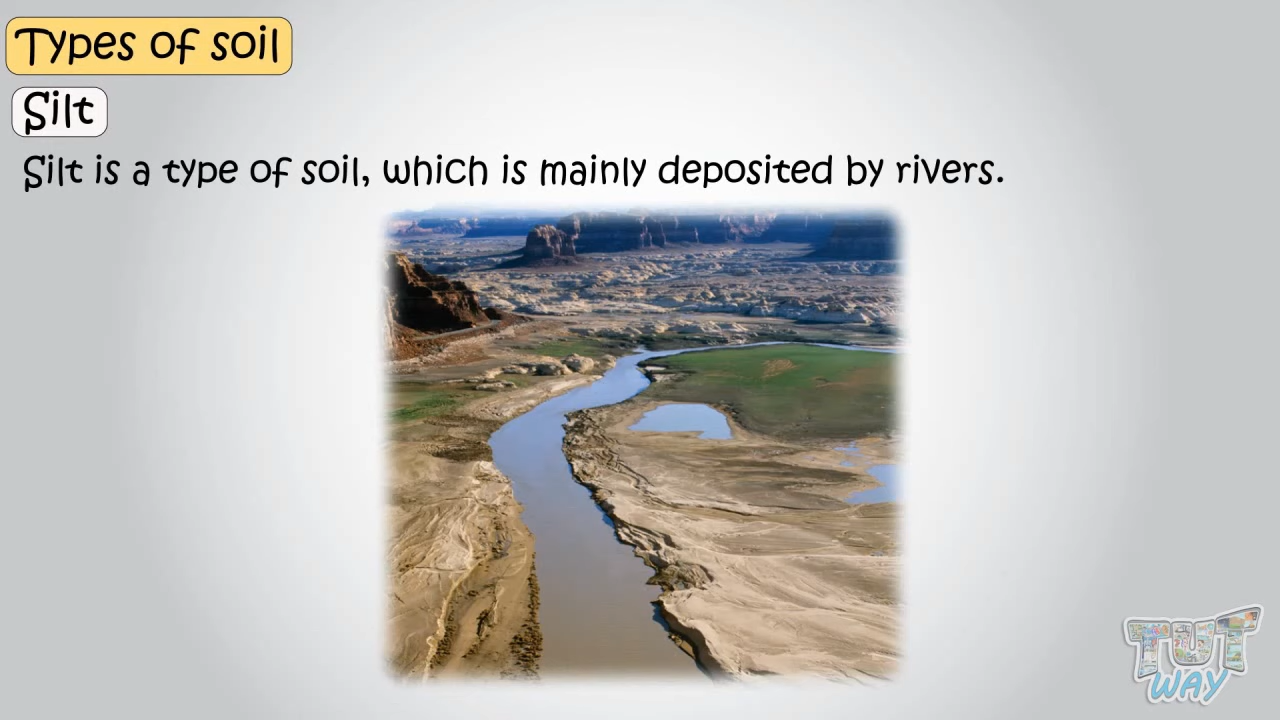 Types of soil
Silt
Silt is a type of soil, which is mainly deposited by rivers.
TUT
WAY